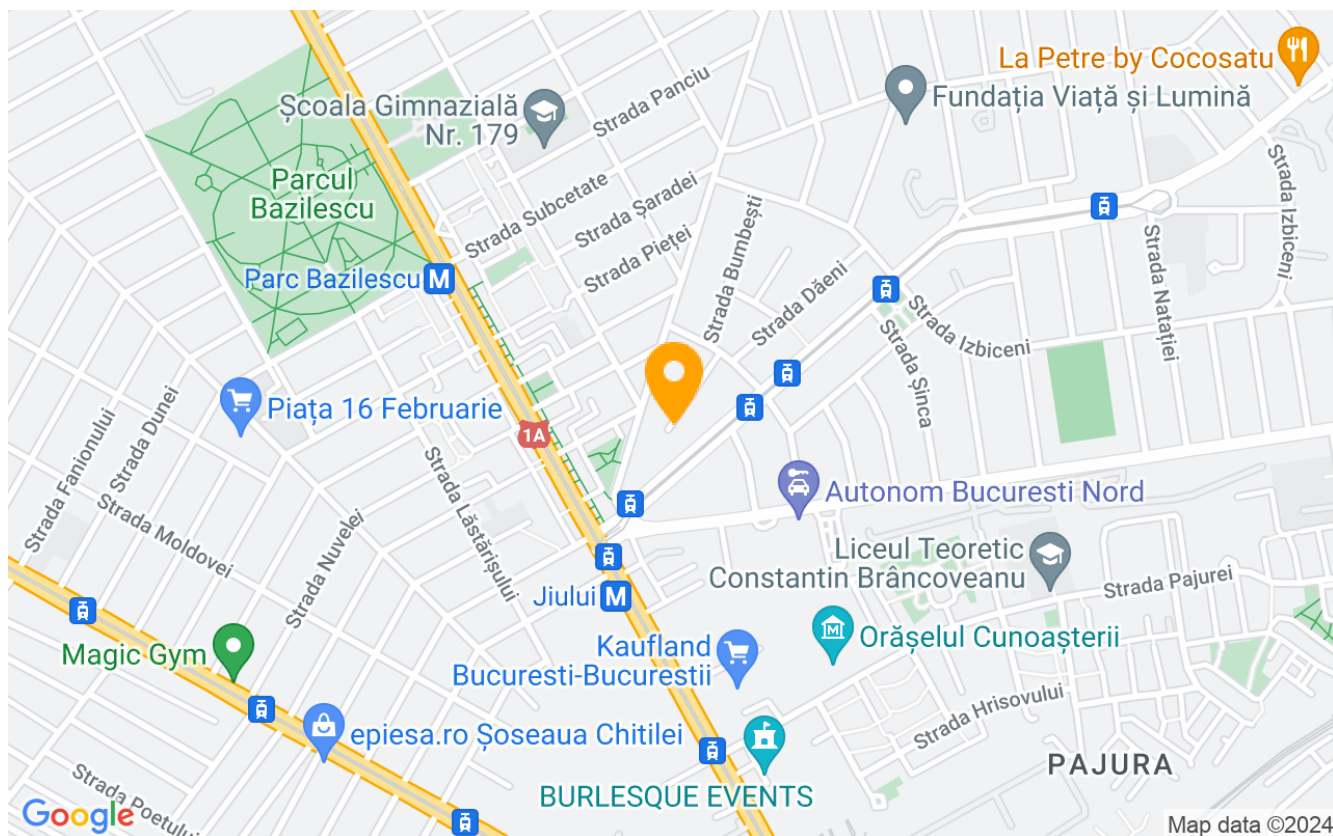 La Petre by Cocosatu
Fundația Viață și Lumină
Școala Gimnazială
Nr. 179
Strada Panciu
Parcul
Bazilescu
Strada Subcetate
Strada Șaradei
Strada Pieței
Strada Bumbești
Strada Dăeni
Strada Izbiceni
Strada Natației
Strada Izbiceni
Strada Șinca
Parc Bazilescu
M
Piața 16 Februarie
1A
Strada Fanionului
Strada Dunei
Strada Moldovei
Strada Nuvelei
Strada Lăstărișului
Autonom Bucuresti Nord
Liceul Teoretic
Constantin Brâncoveanu
Strada Pajurei
Jiului
M
Orășelul Cunoașterii
Kaufland
Bucuresti-Bucurestii
Magic Gym
Strada Hrisovului
epiesa.ro Șoseaua Chitilei
PAJURA
BURLESQUE EVENTS
Strada Poetului
Google
Map data ©2024